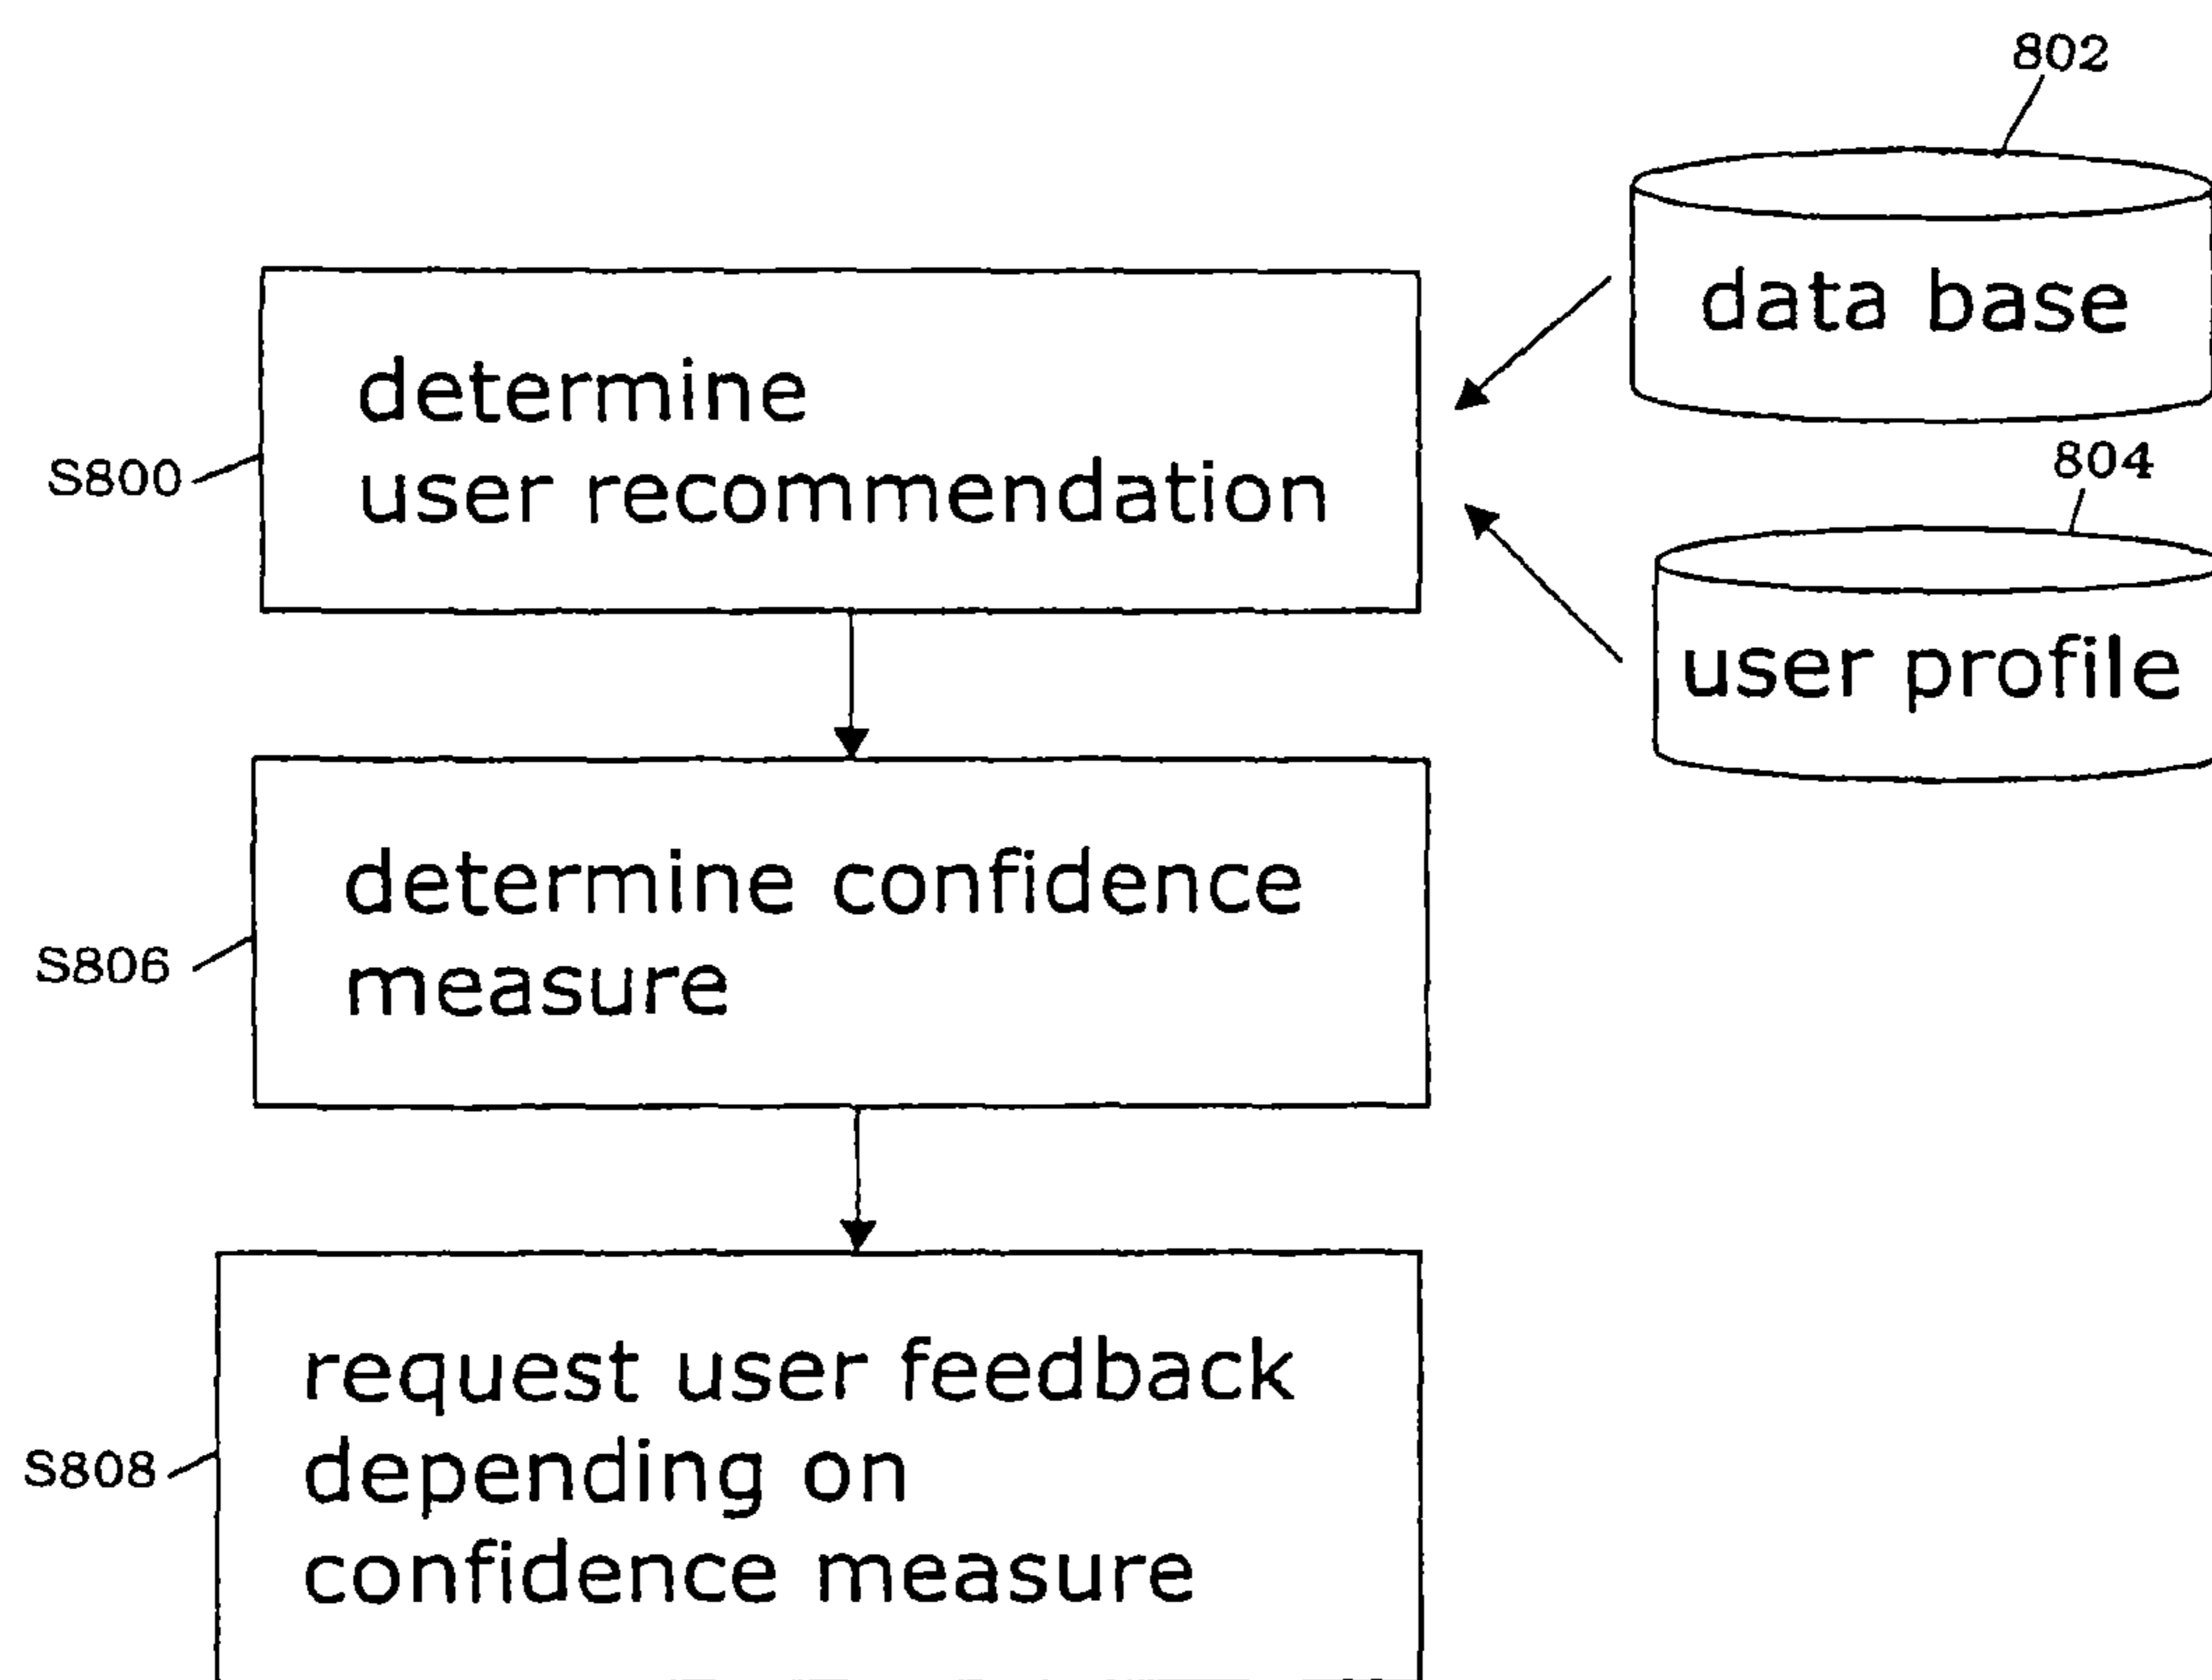 802
data base
determine
user recommendation
S800
804
user profile
determine confidence
measure
S806
request user feedback
depending on
confidence measure
S808